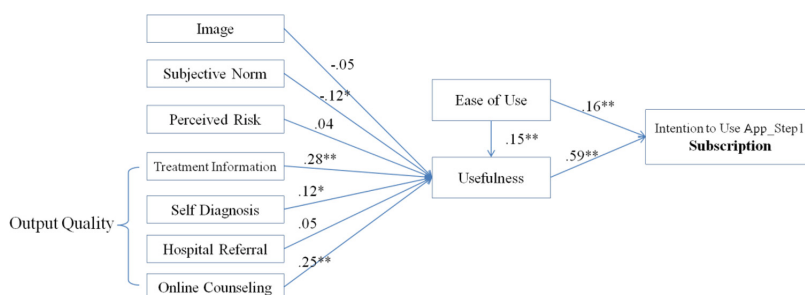 Image
-.05
Subjective Norm
-.12*
Ease of Use
.16**
Perceived Risk
.04
Intention to Use App_Step1
Subscription
.15**
Treatment Information
.28**
.59**
Usefulness
Self Diagnosis
.12*
Output Quality
.05
Hospital Referral
.25**
Online Counseling